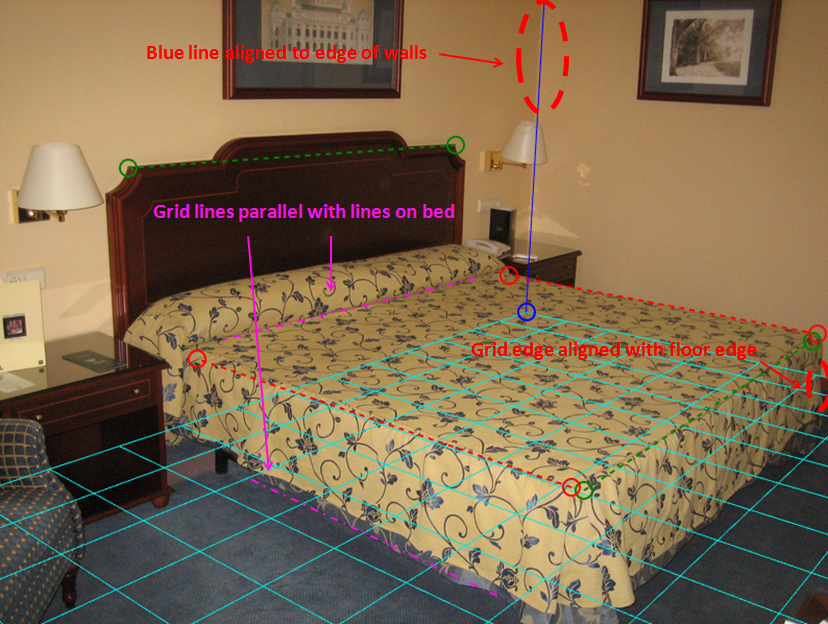 Blue line aligned to edge of walls
Grid lines parallel with lines on bed
Grid edge aligned with floor edge